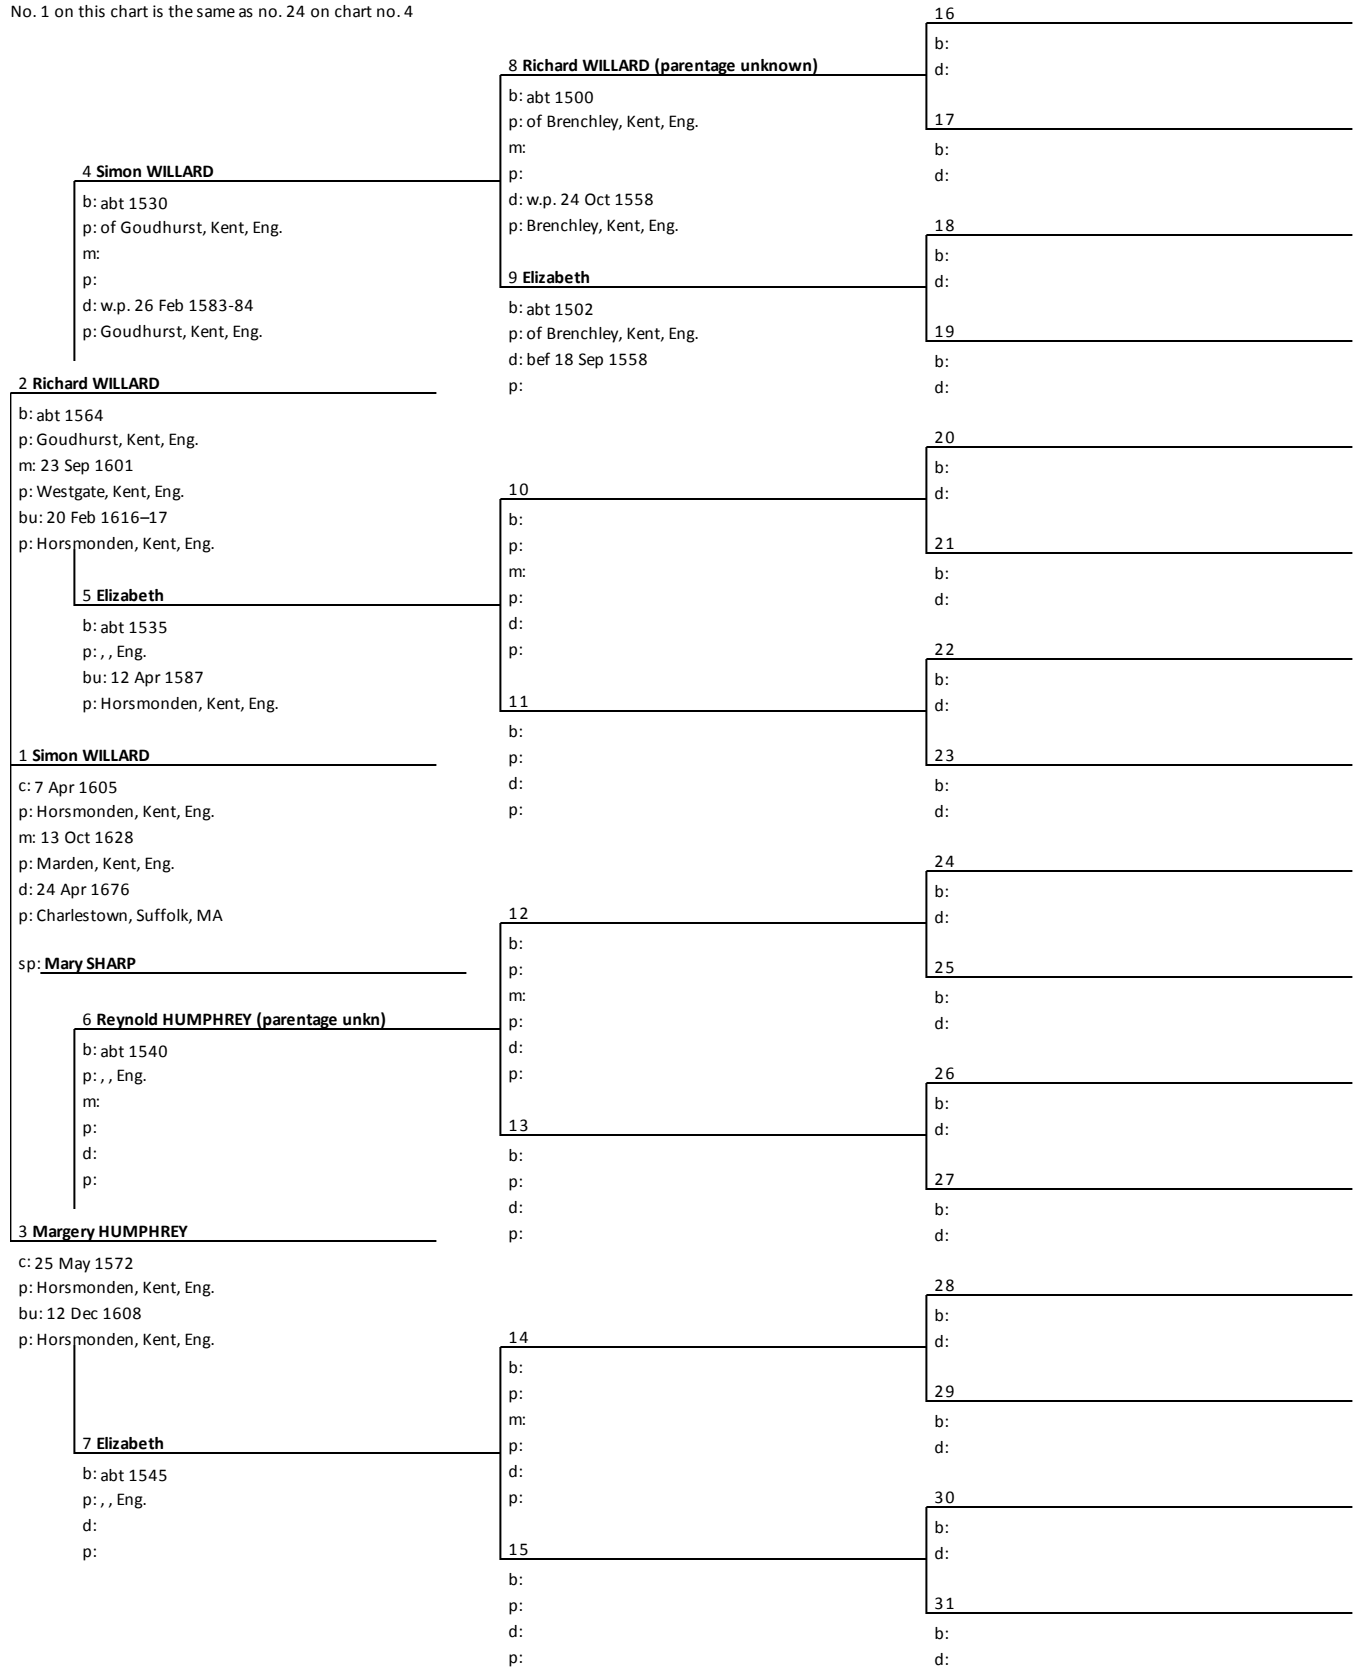 No. 1 on this chart is the same as no. 24 on chart no. 4
4 Simon WILLARD
b: abt 1530
p: of Goudhurst, Kent, Eng.
m:
p:
d: w.p. 26 Feb 1583-84
p: Goudhurst, Kent, Eng.
2 Richard WILLARD
b: abt 1564
p: Goudhurst, Kent, Eng.
m: 23 Sep 1601
p: Westgate, Kent, Eng.
bu: 20 Feb 1616–17
p: Horsmonden, Kent, Eng.
5 Elizabeth
b: abt 1535
p: , , Eng.
bu: 12 Apr 1587
p: Horsmonden, Kent, Eng.
1 Simon WILLARD
c: 7 Apr 1605
p: Horsmonden, Kent, Eng.
m: 13 Oct 1628
p: Marden, Kent, Eng.
d: 24 Apr 1676
p: Charlestown, Suffolk, MA
sp: Mary SHARP
6 Reynold HUMPHREY (parentage unkn)
b: abt 1540
p: , , Eng.
m:
p:
d:
p:
3 Margery HUMPHREY
c: 25 May 1572
p: Horsmonden, Kent, Eng.
bu: 12 Dec 1608
p: Horsmonden, Kent, Eng.
7 Elizabeth
b: abt 1545
p: , , Eng.
d:
p:
8 Richard WILLARD (parentage unknown)
b: abt 1500
p: of Brenchley, Kent, Eng.
m:
p:
d: w.p. 24 Oct 1558
p: Brenchley, Kent, Eng.
9 Elizabeth
b: abt 1502
p: of Brenchley, Kent, Eng.
d: bef 18 Sep 1558
p:
10
b:
p:
m:
p:
d:
p:
11
b:
p:
d:
p:
12
b:
p:
m:
p:
d:
p:
13
b:
p:
d:
p:
14
b:
p:
m:
p:
d:
p:
15
b:
p:
d:
p:
16
b:
d:
17
b:
d:
18
b:
d:
19
b:
d:
20
b:
d:
21
b:
d:
22
b:
d:
23
b:
d:
24
b:
d:
25
b:
d:
26
b:
d:
27
b:
d:
28
b:
d:
29
b:
d:
30
b:
d:
31
b:
d: